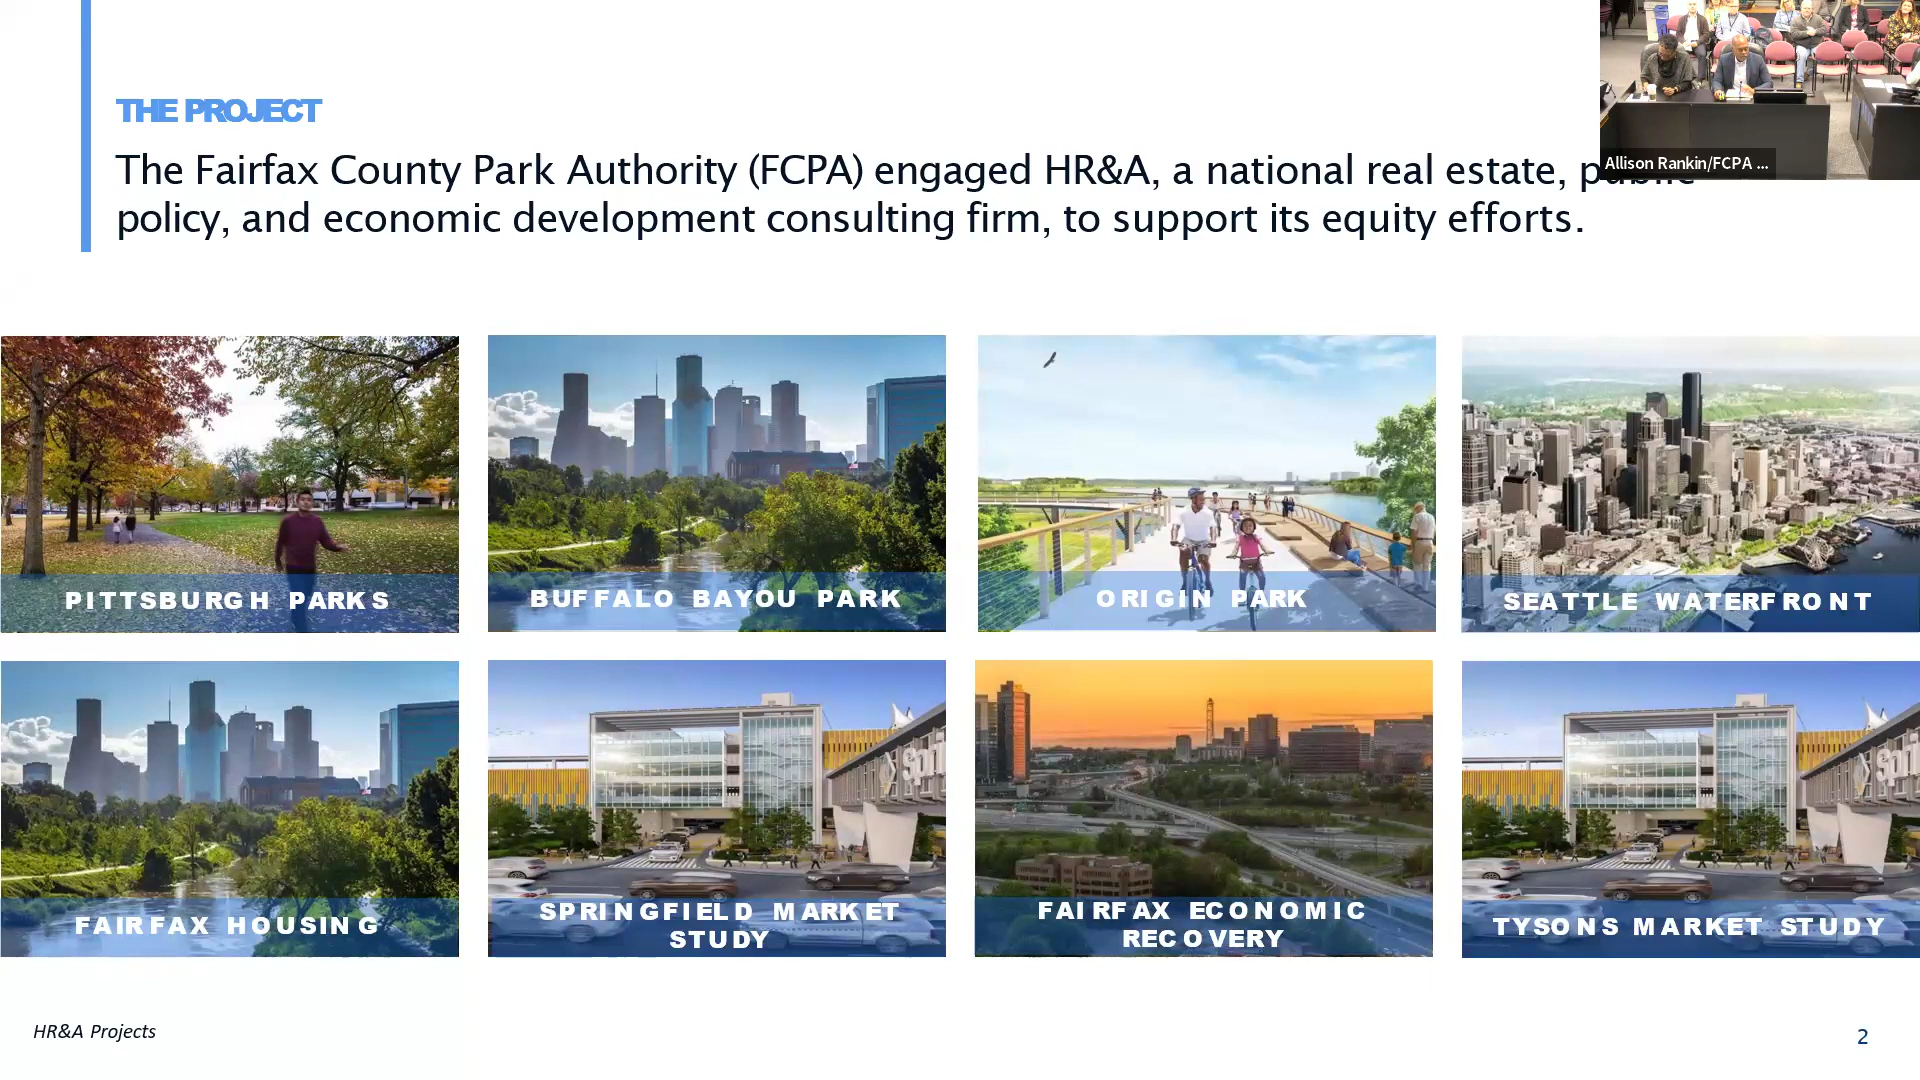 THE PROJECT
The Fairfax County Park Authority (FCPA) engaged HR&A, a national real estate, public
policy, and economic development consulting firm, to support its equity efforts.
Allison Rankin/FCPA ...
PITTSBURGH PARKS
BUFFALO BAYOU PARK
ORIGIN PARK
SEATTLE WATERFRONT
FAIRFAX HOUSING
SPRINGFIELD MARKET
STUDY
FAIRFAX ECONOMIC
RECOVERY
TYSONS MARKET STUDY
HR&A Projects
2